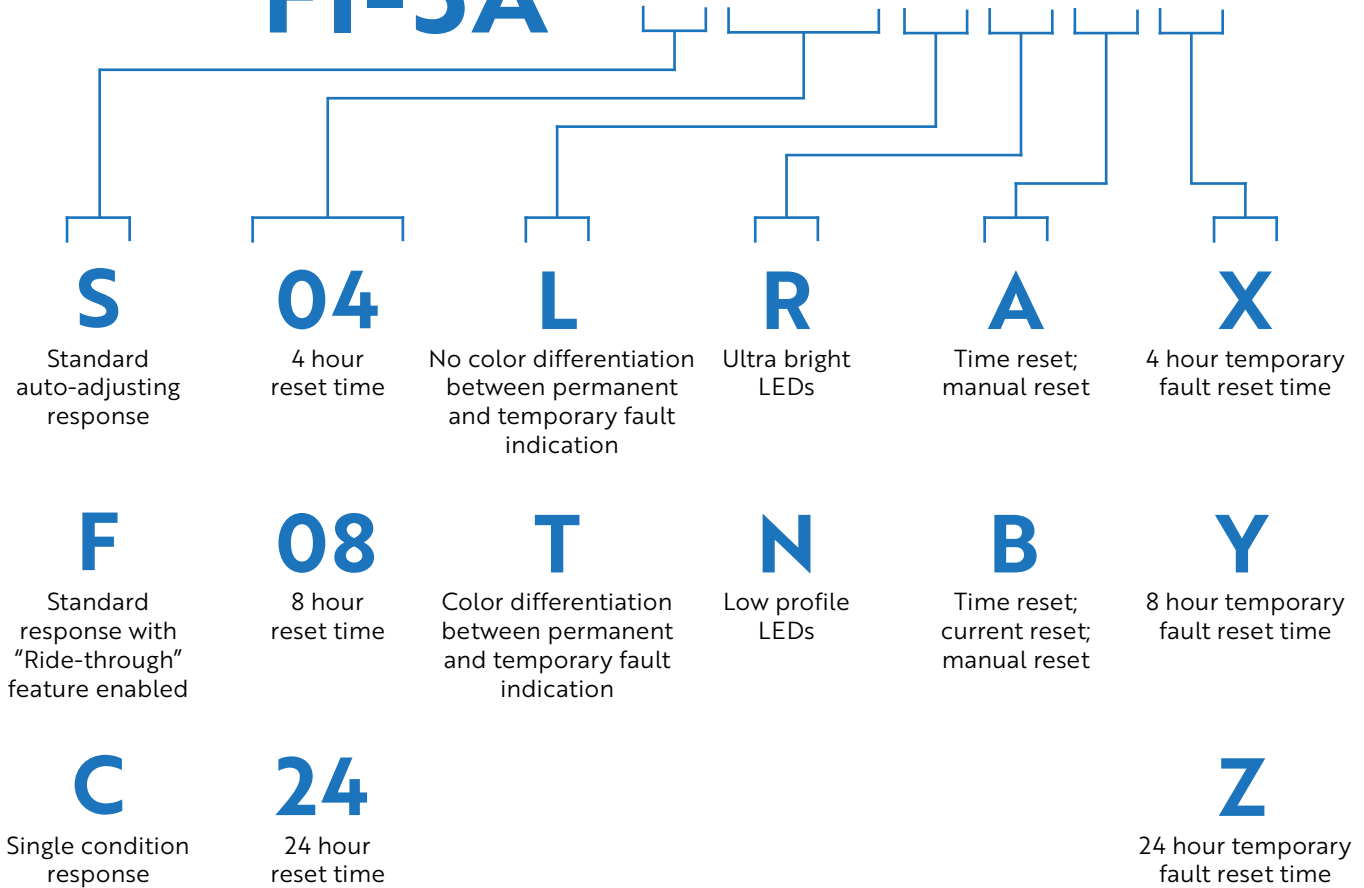 S
Standard
auto-adjusting
response
04
4 hour
reset time
L
No color differentiation
between permanent
and temporary fault
indication
R
Ultra bright
LEDs
A
Time reset;
manual reset
X
4 hour temporary
fault reset time
F
Standard
response with
“Ride-through”
feature enabled
08
8 hour
reset time
T
Color differentiation
between permanent
and temporary fault
indication
N
Low profile
LEDs
B
Time reset;
current reset;
manual reset
Y
8 hour temporary
fault reset time
C
Single condition
response
24
24 hour
reset time
Z
24 hour temporary
fault reset time